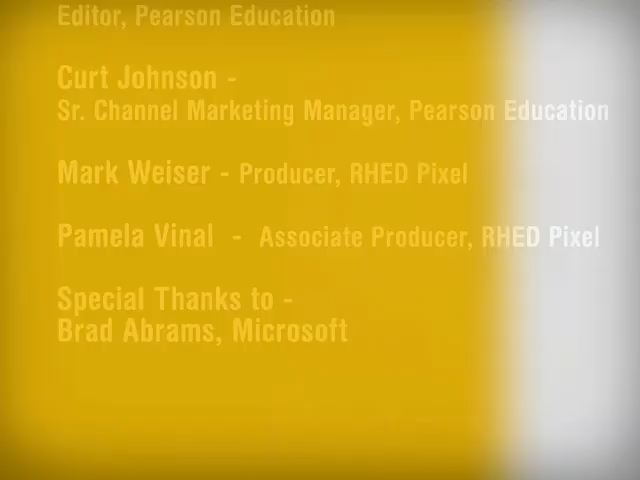 Editor, Pearson Education
Curt Johnson -
Sr. Channel Marketing Manager, Pearson Education
Mark Weiser - Producer, RHED Pixel
Pamela Vinal - Associate Producer, RHED Pixel
Special Thanks to -
Brad Abrams, Microsoft